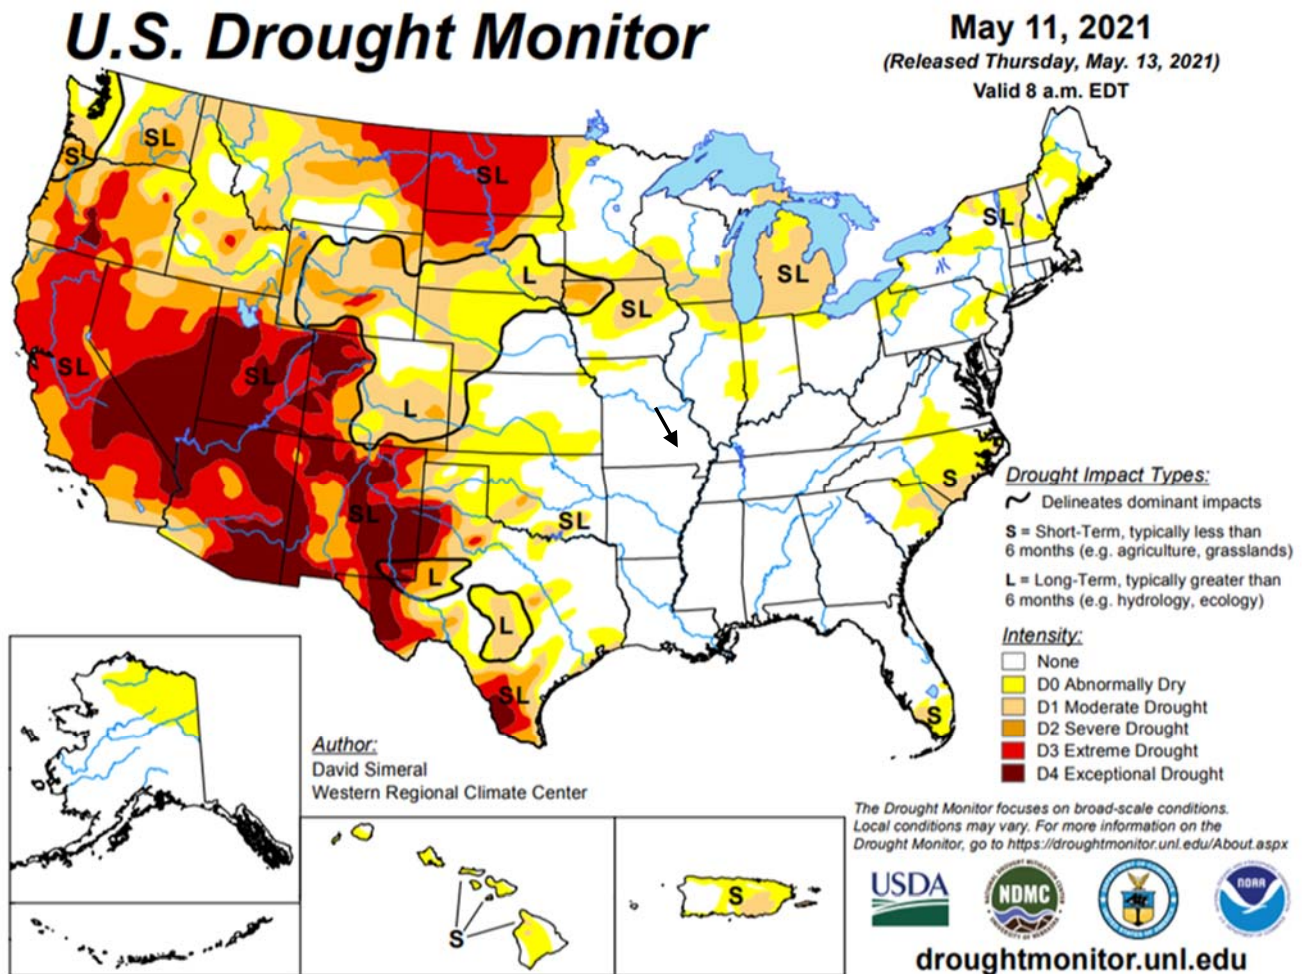 U.S. Drought Monitor
May 11, 2021
(Released Thursday, May. 13, 2021)
Valid 8 a.m. EDT
SL
S
SL
SL
L
SL
SL
SL
SL
SL
L
S
SL
SL
L
L
SL
S
Drought Impact Types:
Delineates dominant impacts
S = Short-Term, typically less than
6 months (e.g. agriculture, grasslands)
L = Long-Term, typically greater than
6 months (e.g. hydrology, ecology)
Intensity:
None
D0 Abnormally Dry
D1 Moderate Drought
D2 Severe Drought
D3 Extreme Drought
D4 Exceptional Drought
Author:
David Simeral
Western Regional Climate Center
The Drought Monitor focuses on broad-scale conditions.
Local conditions may vary. For more information on the
Drought Monitor, go to https://droughtmonitor.unl.edu/About.aspx
S
S
USDA
NDMC
NOAA
droughtmonitor.unl.edu